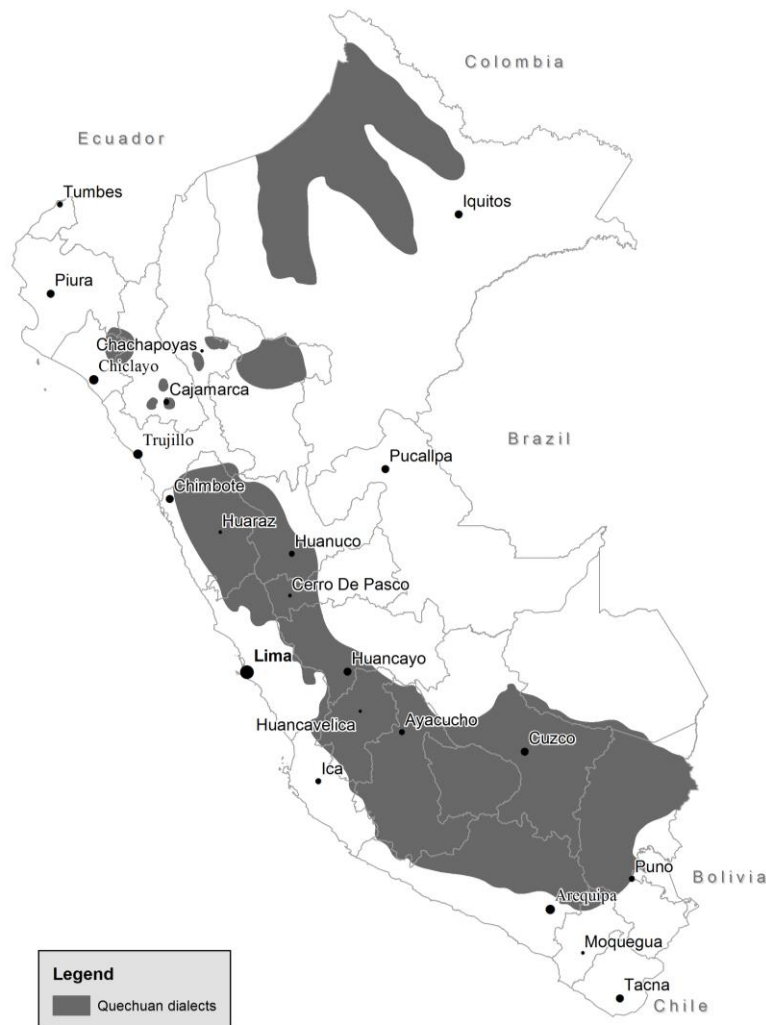 Colombia
Ecuador
Tumbes
Iquitos
Piura
Chachapoyas
Chiclayo
Cajamarca
Trujillo
Brazil
Pucallpa
Chimbote
Huaraz
Huanuco
Cerro De Pasco
Lima
Huancayo
Huancavelica
Ayacucho
Cuzco
Ica
Puno
Bolivia
Arequipa
Moquegua
Tacna
Chile
Legend
Quechuan dialects